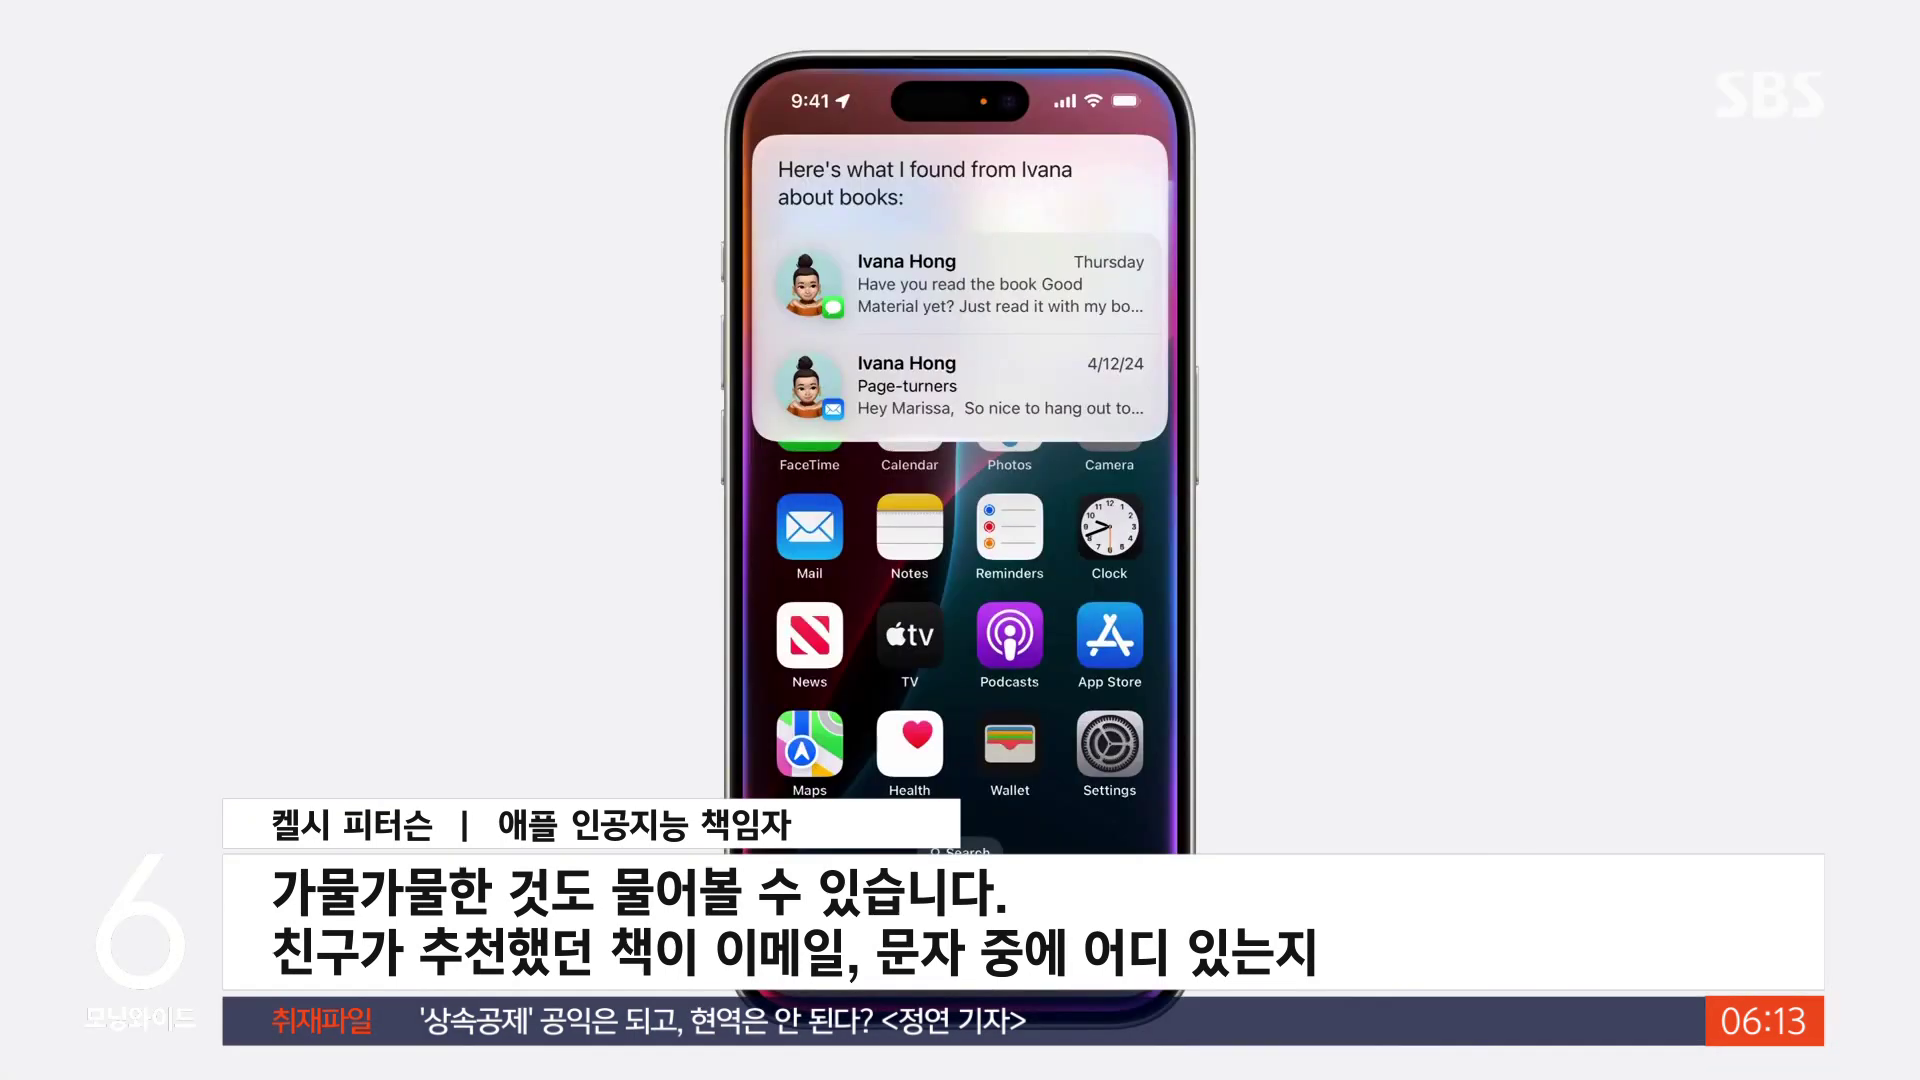 9:41
SBS
Here's what I found from Ivana
about books:
Ivana Hong
Thursday
Have you read the book Good
Material yet? Just read it with my bo...
Ivana Hong
4/12/24
Page-turners
Hey Marissa, So nice to hang out to...
FaceTime Calendar Photos Camera
Mail Notes Reminders Clock
tv
News TV Podcasts App Store
Maps Health Wallet Settings
Search
켈시 피터슨 | 애플 인공지능 책임자
가물가물한 것도 물어볼 수 있습니다.
친구가 추천했던 책이 이메일, 문자 중에 어디 있는지
6
모닝와이드
취재파일 '상속공제' 공익은 되고, 현역은 안 된다? <정연 기자>
06:13